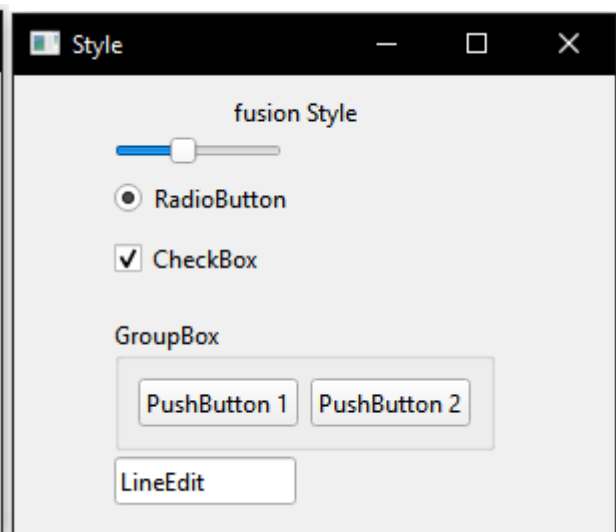 Style
fusion Style
RadioButton
CheckBox
GroupBox
PushButton 1 PushButton 2
LineEdit